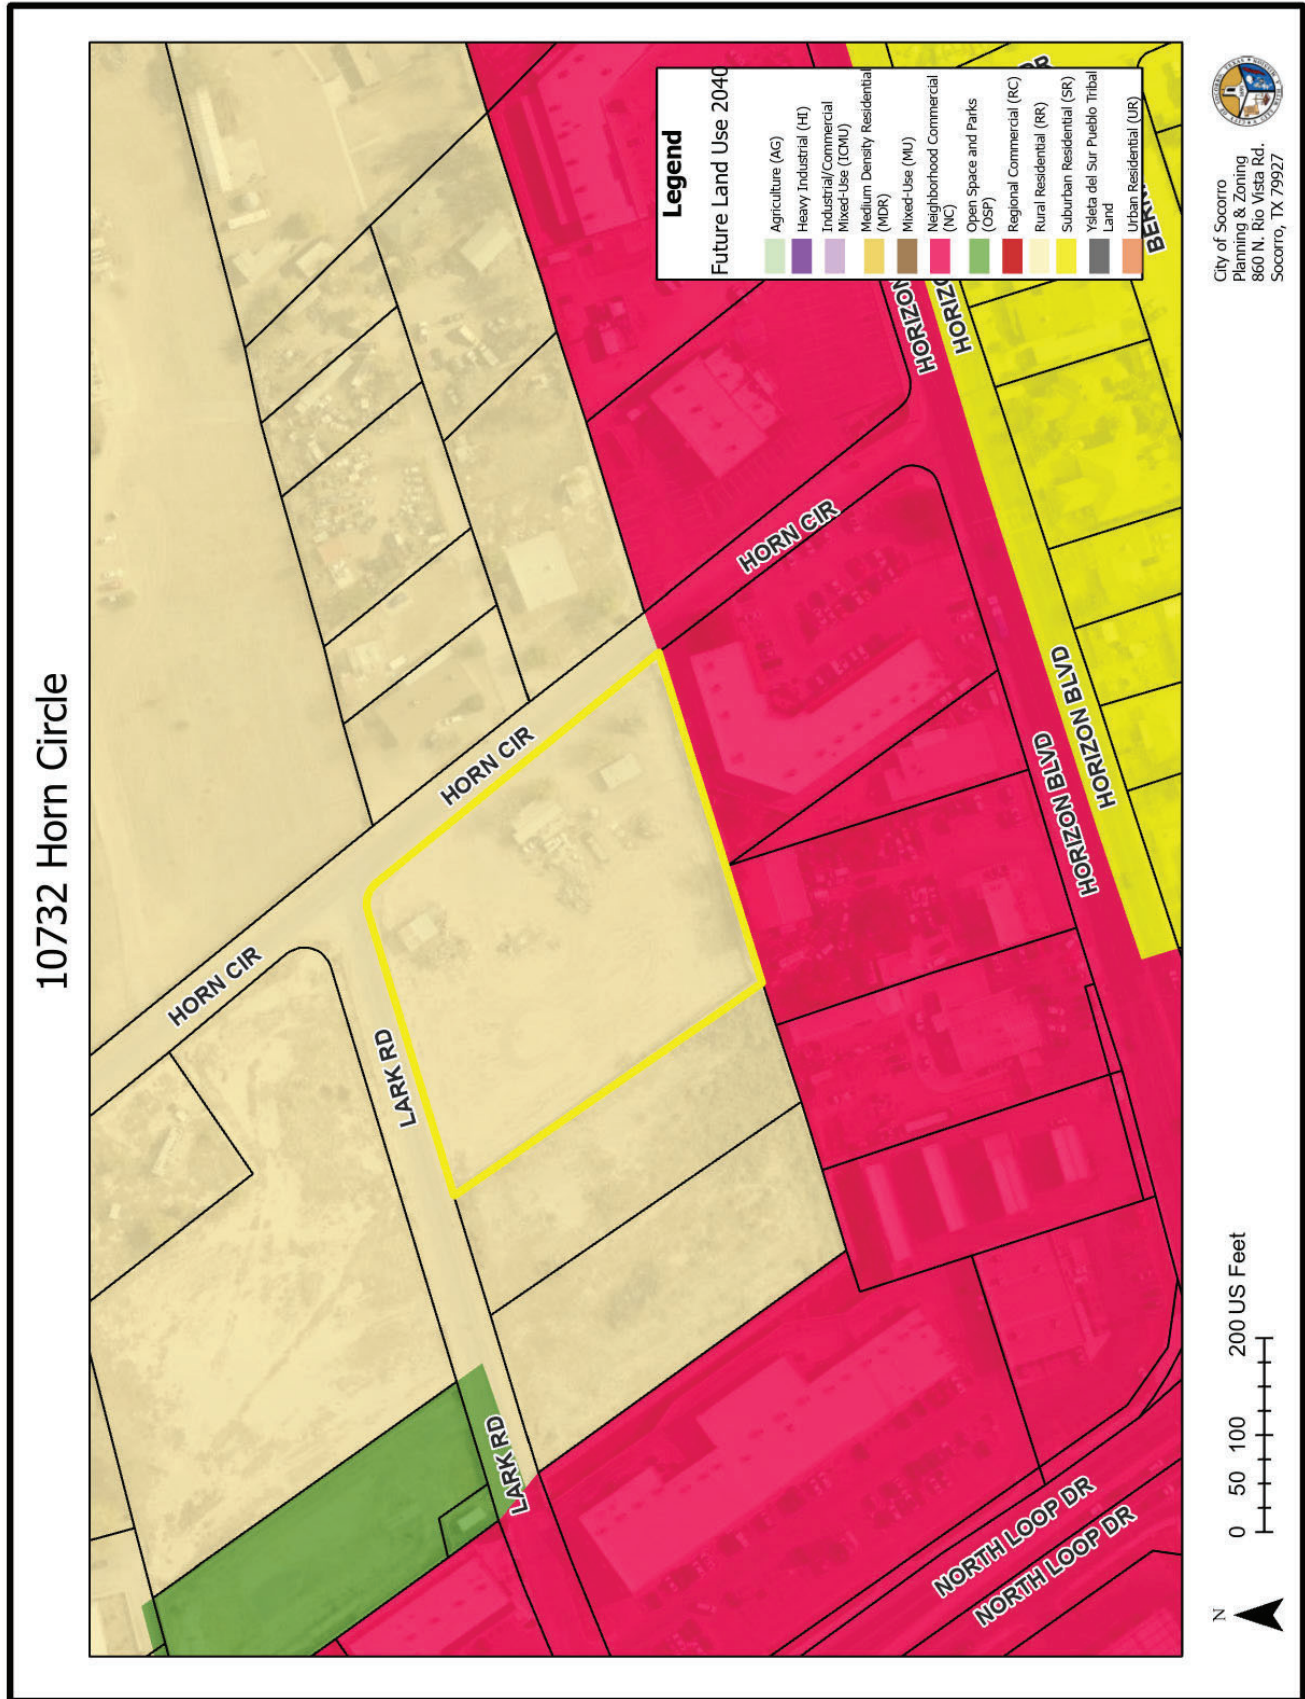 10732 Horn Circle
HORN CIR
LARK RD
HORN CIR
LARK RD
HORN CIR
HORIZON BLVD
HORIZON BLVD
NORTH LOOP DR
NORTH LOOP DR
HORIZON
HORIZO
BERN
DR
Legend
Future Land Use 2040
Agriculture (AG)
Heavy Industrial (HI)
Industrial/Commercial
Mixed-Use (ICMU)
Medium Density Residential
(MDR)
Mixed-Use (MU)
Neighborhood Commercial
(NC)
Open Space and Parks
(OSP)
Regional Commercial (RC)
Rural Residential (RR)
Suburban Residential (SR)
Ysleta del Sur Pueblo Tribal
Land
Urban Residential (UR)
N
0 50 100 200 US Feet
City of Socorro
Planning & Zoning
860 N. Rio Vista Rd.
Socorro, TX 79927